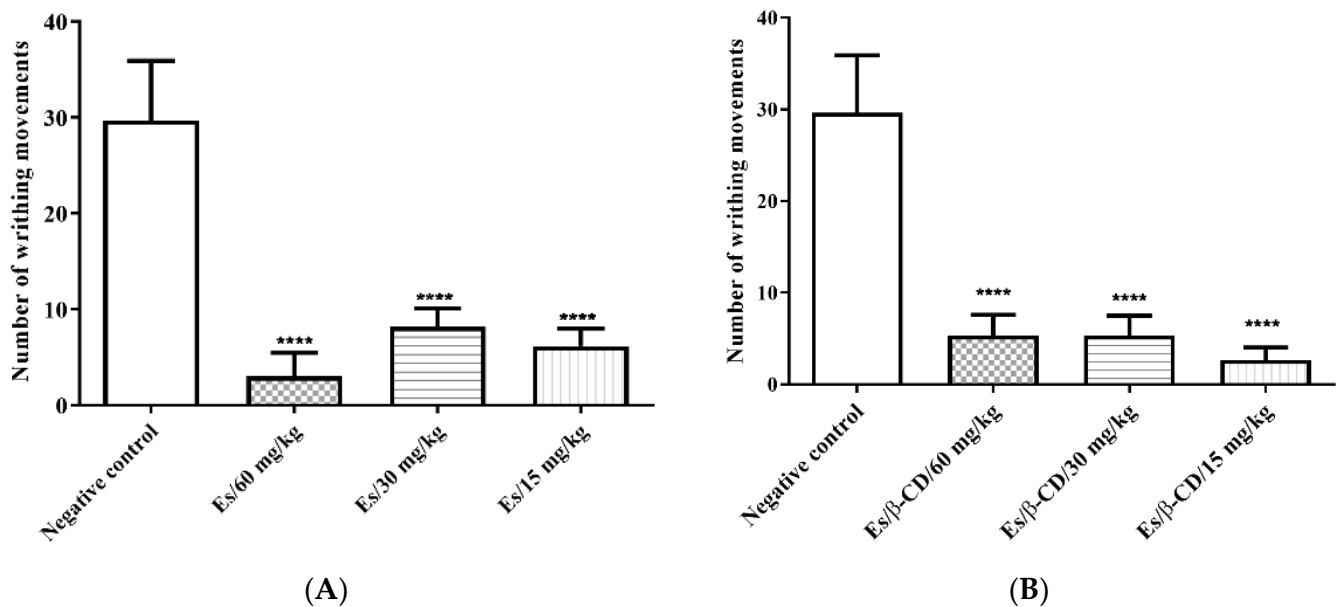 Number of writhing movements
40
30
20
10
0
****
****
****
Negative control
Es/60 mg/kg
Es/30 mg/kg
Es/15 mg/kg
(A)
Number of writhing movements
40
30
20
10
0
****
****
****
Negative control
Es/β-CD/60 mg/kg
Es/β-CD/30 mg/kg
Es/β-CD/15 mg/kg
(B)